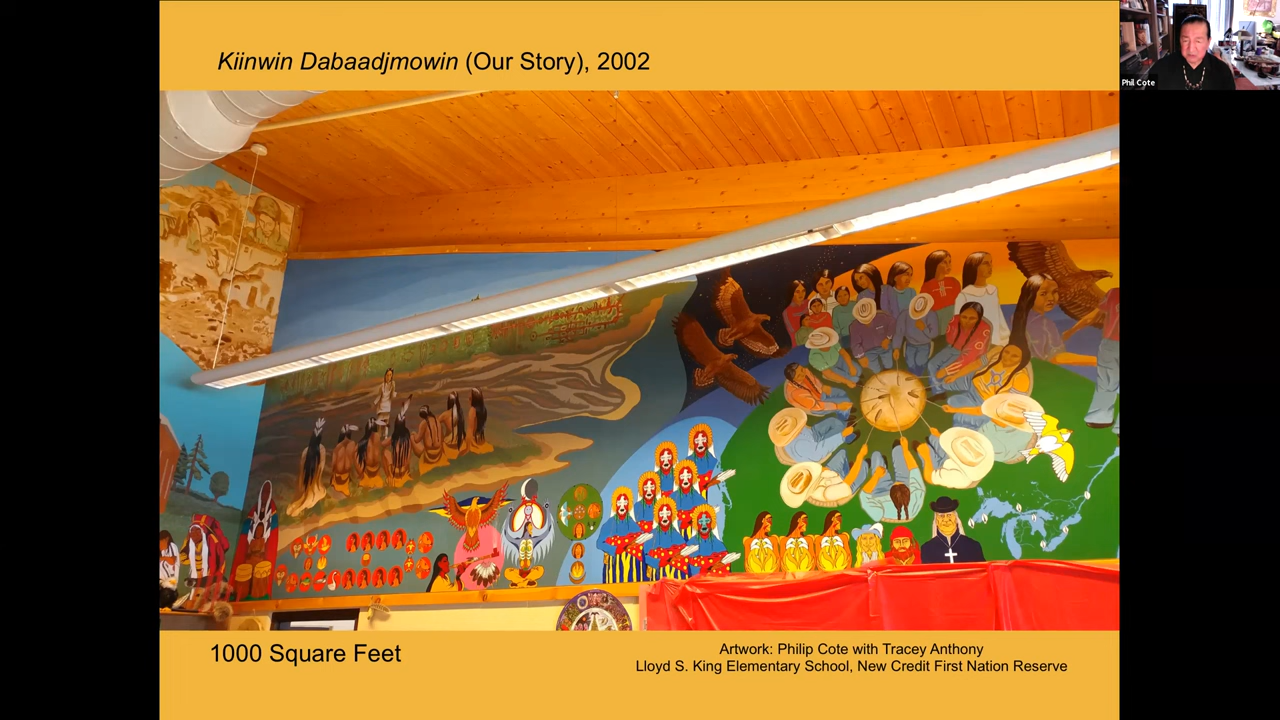 Kiinwin Dabaadjmowin (Our Story), 2002
Phil Cote
1000 Square Feet
Artwork: Philip Cote with Tracey Anthony
Lloyd S. King Elementary School, New Credit First Nation Reserve